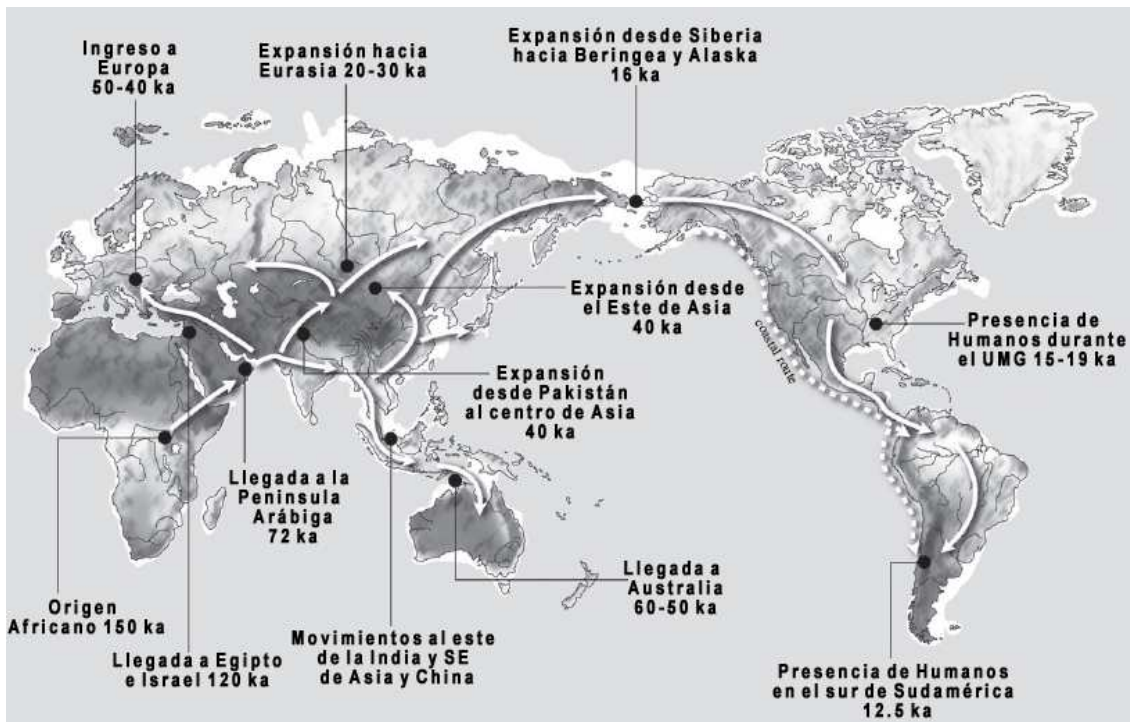 Ingreso a
Europa
50-40 ka
Expansión hacia
Eurasia 20-30 ka
Expansión desde Siberia
hacia Beringea y Alaska
16 ka
Expansión desde
el Este de Asia
40 ka
coastal route
Presencia de
Humanos durante
el UMG 15-19 ka
Expansión
desde Pakistán
al centro de Asia
40 ka
Llegada a la
Peninsula
Arábiga
72 ka
Llegada a
Australia
60-50 ka
Origen
Africano 150 ka
Llegada a Egipto
e Israel 120 ka
Movimientos al este
de la India y SE
de Asia y China
Presencia de Humanos
en el sur de Sudamérica
12.5 ka